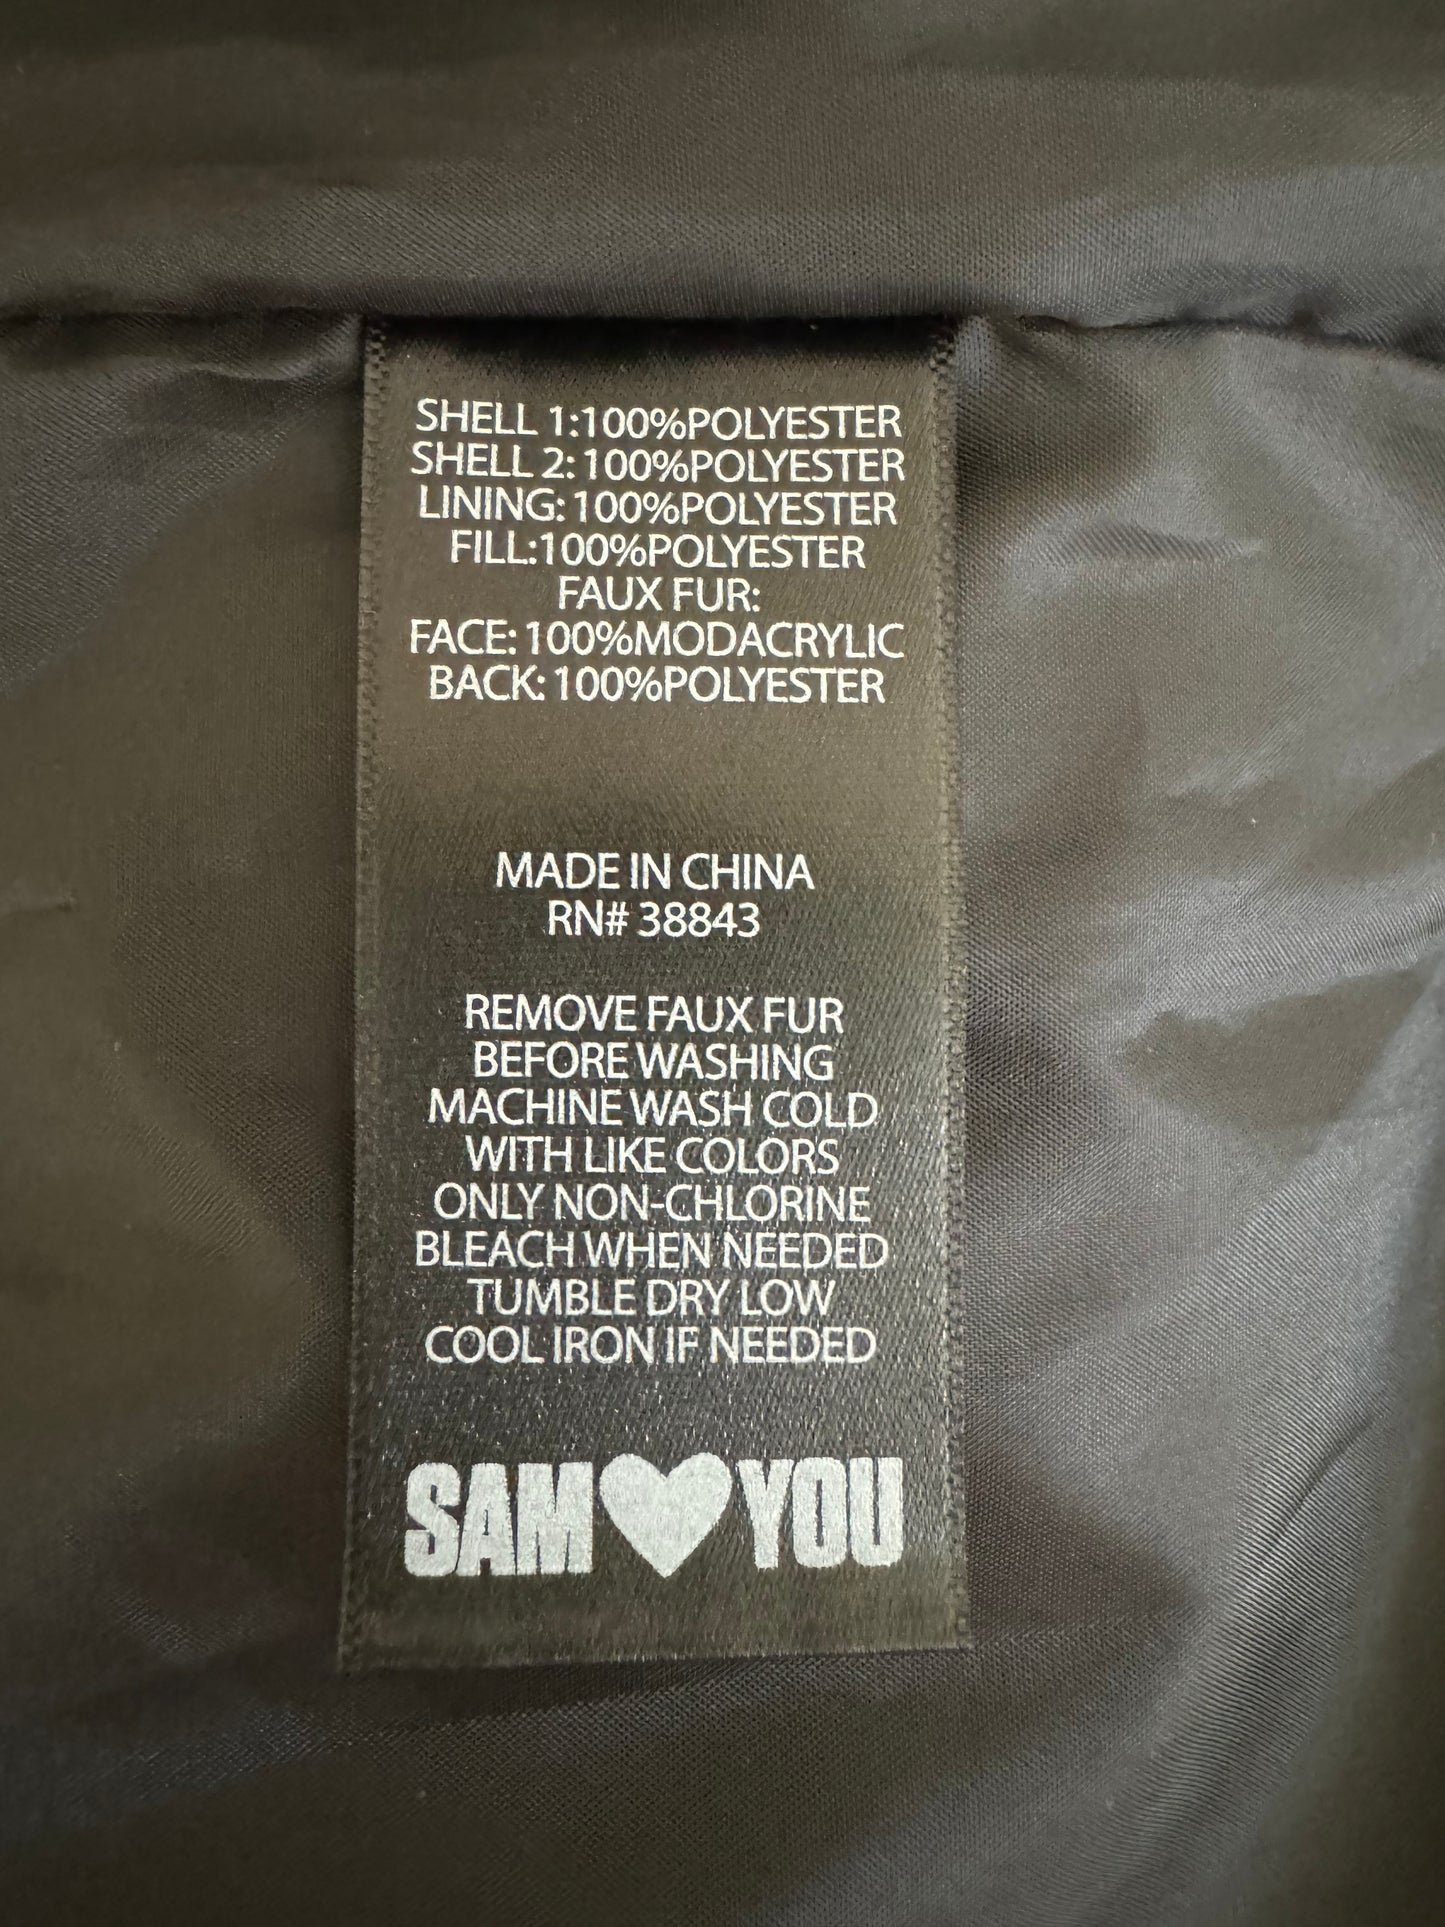 SHELL 1:100%POLYESTER
SHELL 2: 100%POLYESTER
LINING: 100%POLYESTER
FILL:100%POLYESTER
FAUX FUR:
FACE: 100%MODACRYLIC
BACK: 100%POLYESTER
MADE IN CHINA
RN# 38843
REMOVE FAUX FUR
BEFORE WASHING
MACHINE WASH COLD
WITH LIKE COLORS
ONLY NON-CHLORINE
BLEACH WHEN NEEDED
TUMBLE DRY LOW
COOL IRON IF NEEDED
SAM♥YOU